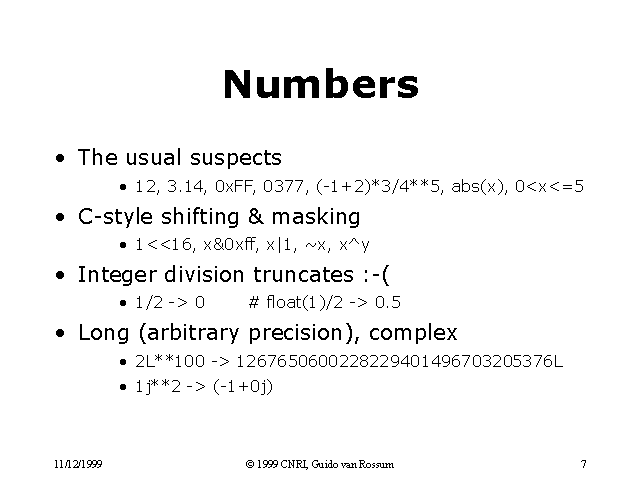 Numbers
• The usual suspects
• 12, 3.14, 0xFF, 0377, (-1+2)*3/4**5, abs(x), 0<x<=5
• C-style shifting & masking
• 1<<16, x&0xff, x|1, ~x, x^y
• Integer division truncates :-(
• 1/2 -> 0 # float(1)/2 -> 0.5
• Long (arbitrary precision), complex
• 2L**100 -> 1267650600228229401496703205376L
• 1j**2 -> (-1+0j)
11/12/1999 © 1999 CNRI, Guido van Rossum 7